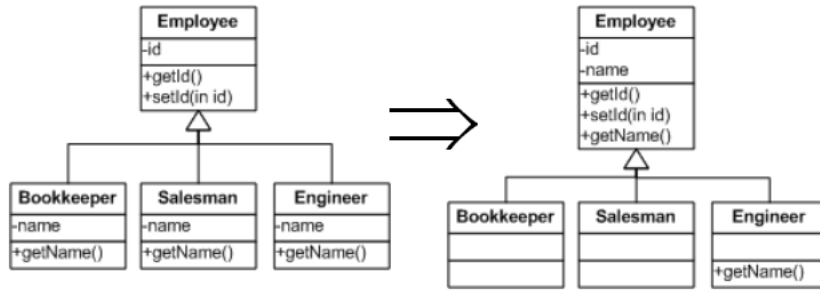 Employee
-id
+getId()
+setId(in id)
Bookkeeper
-name
+getName()
Salesman
-name
+getName()
Engineer
-name
+getName()
Employee
-id
-name
+getId()
+setId(in id)
+getName()
Bookkeeper
Salesman
Engineer
+getName()